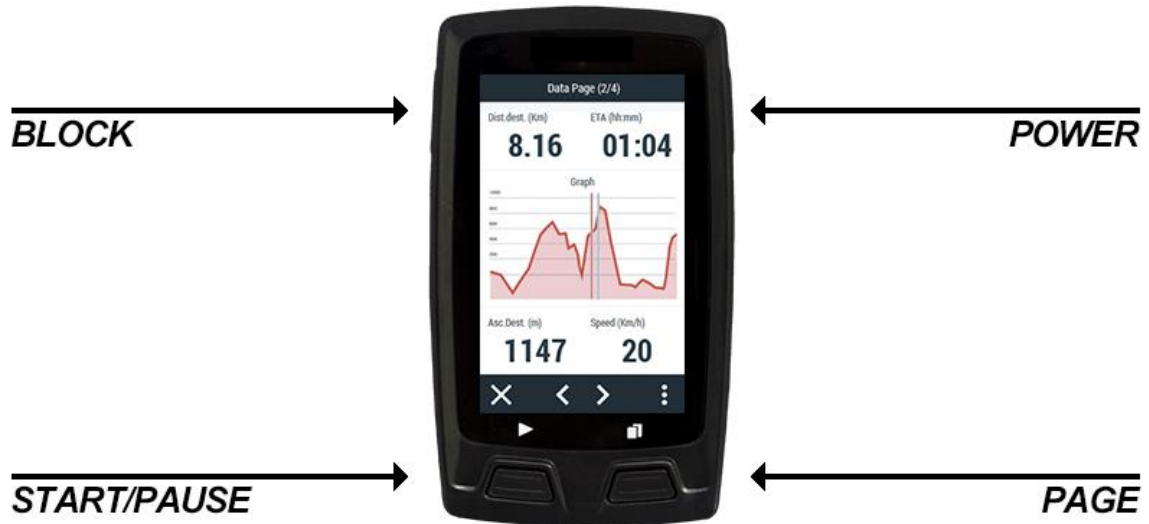 Data Page (2/4)
Dist.dest. (Km) ETA (hh:mm)
8.16 01:04
BLOCK
POWER
Graph
Asc.Dest. (m) Speed (Km/h)
1147 20
START/PAUSE
PAGE